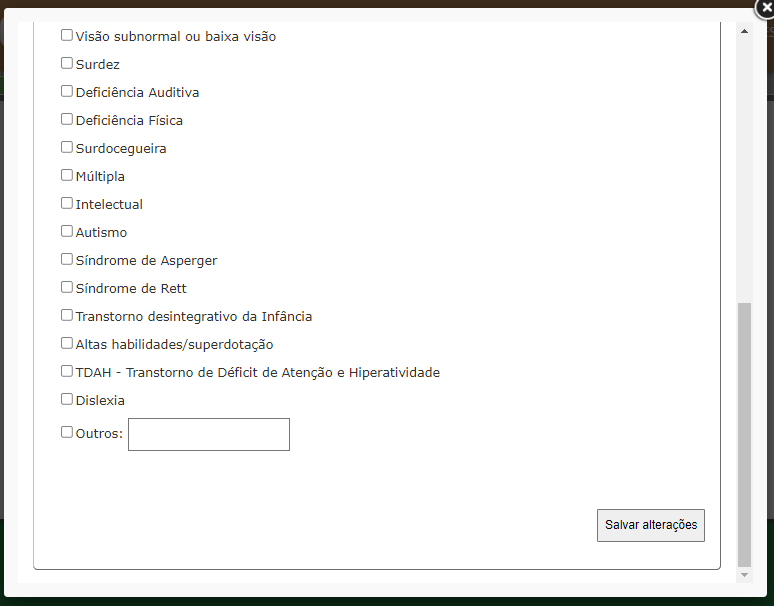 Visão subnormal ou baixa visão
Surdez
Deficiência Auditiva
Deficiência Física
Surdocegueira
Múltipla
Intelectual
Autismo
Síndrome de Asperger
Síndrome de Rett
Transtorno desintegrativo da Infância
Altas habilidades/superdotação
TDAH - Transtorno de Déficit de Atenção e Hiperatividade
Dislexia
Outros:
Salvar alterações